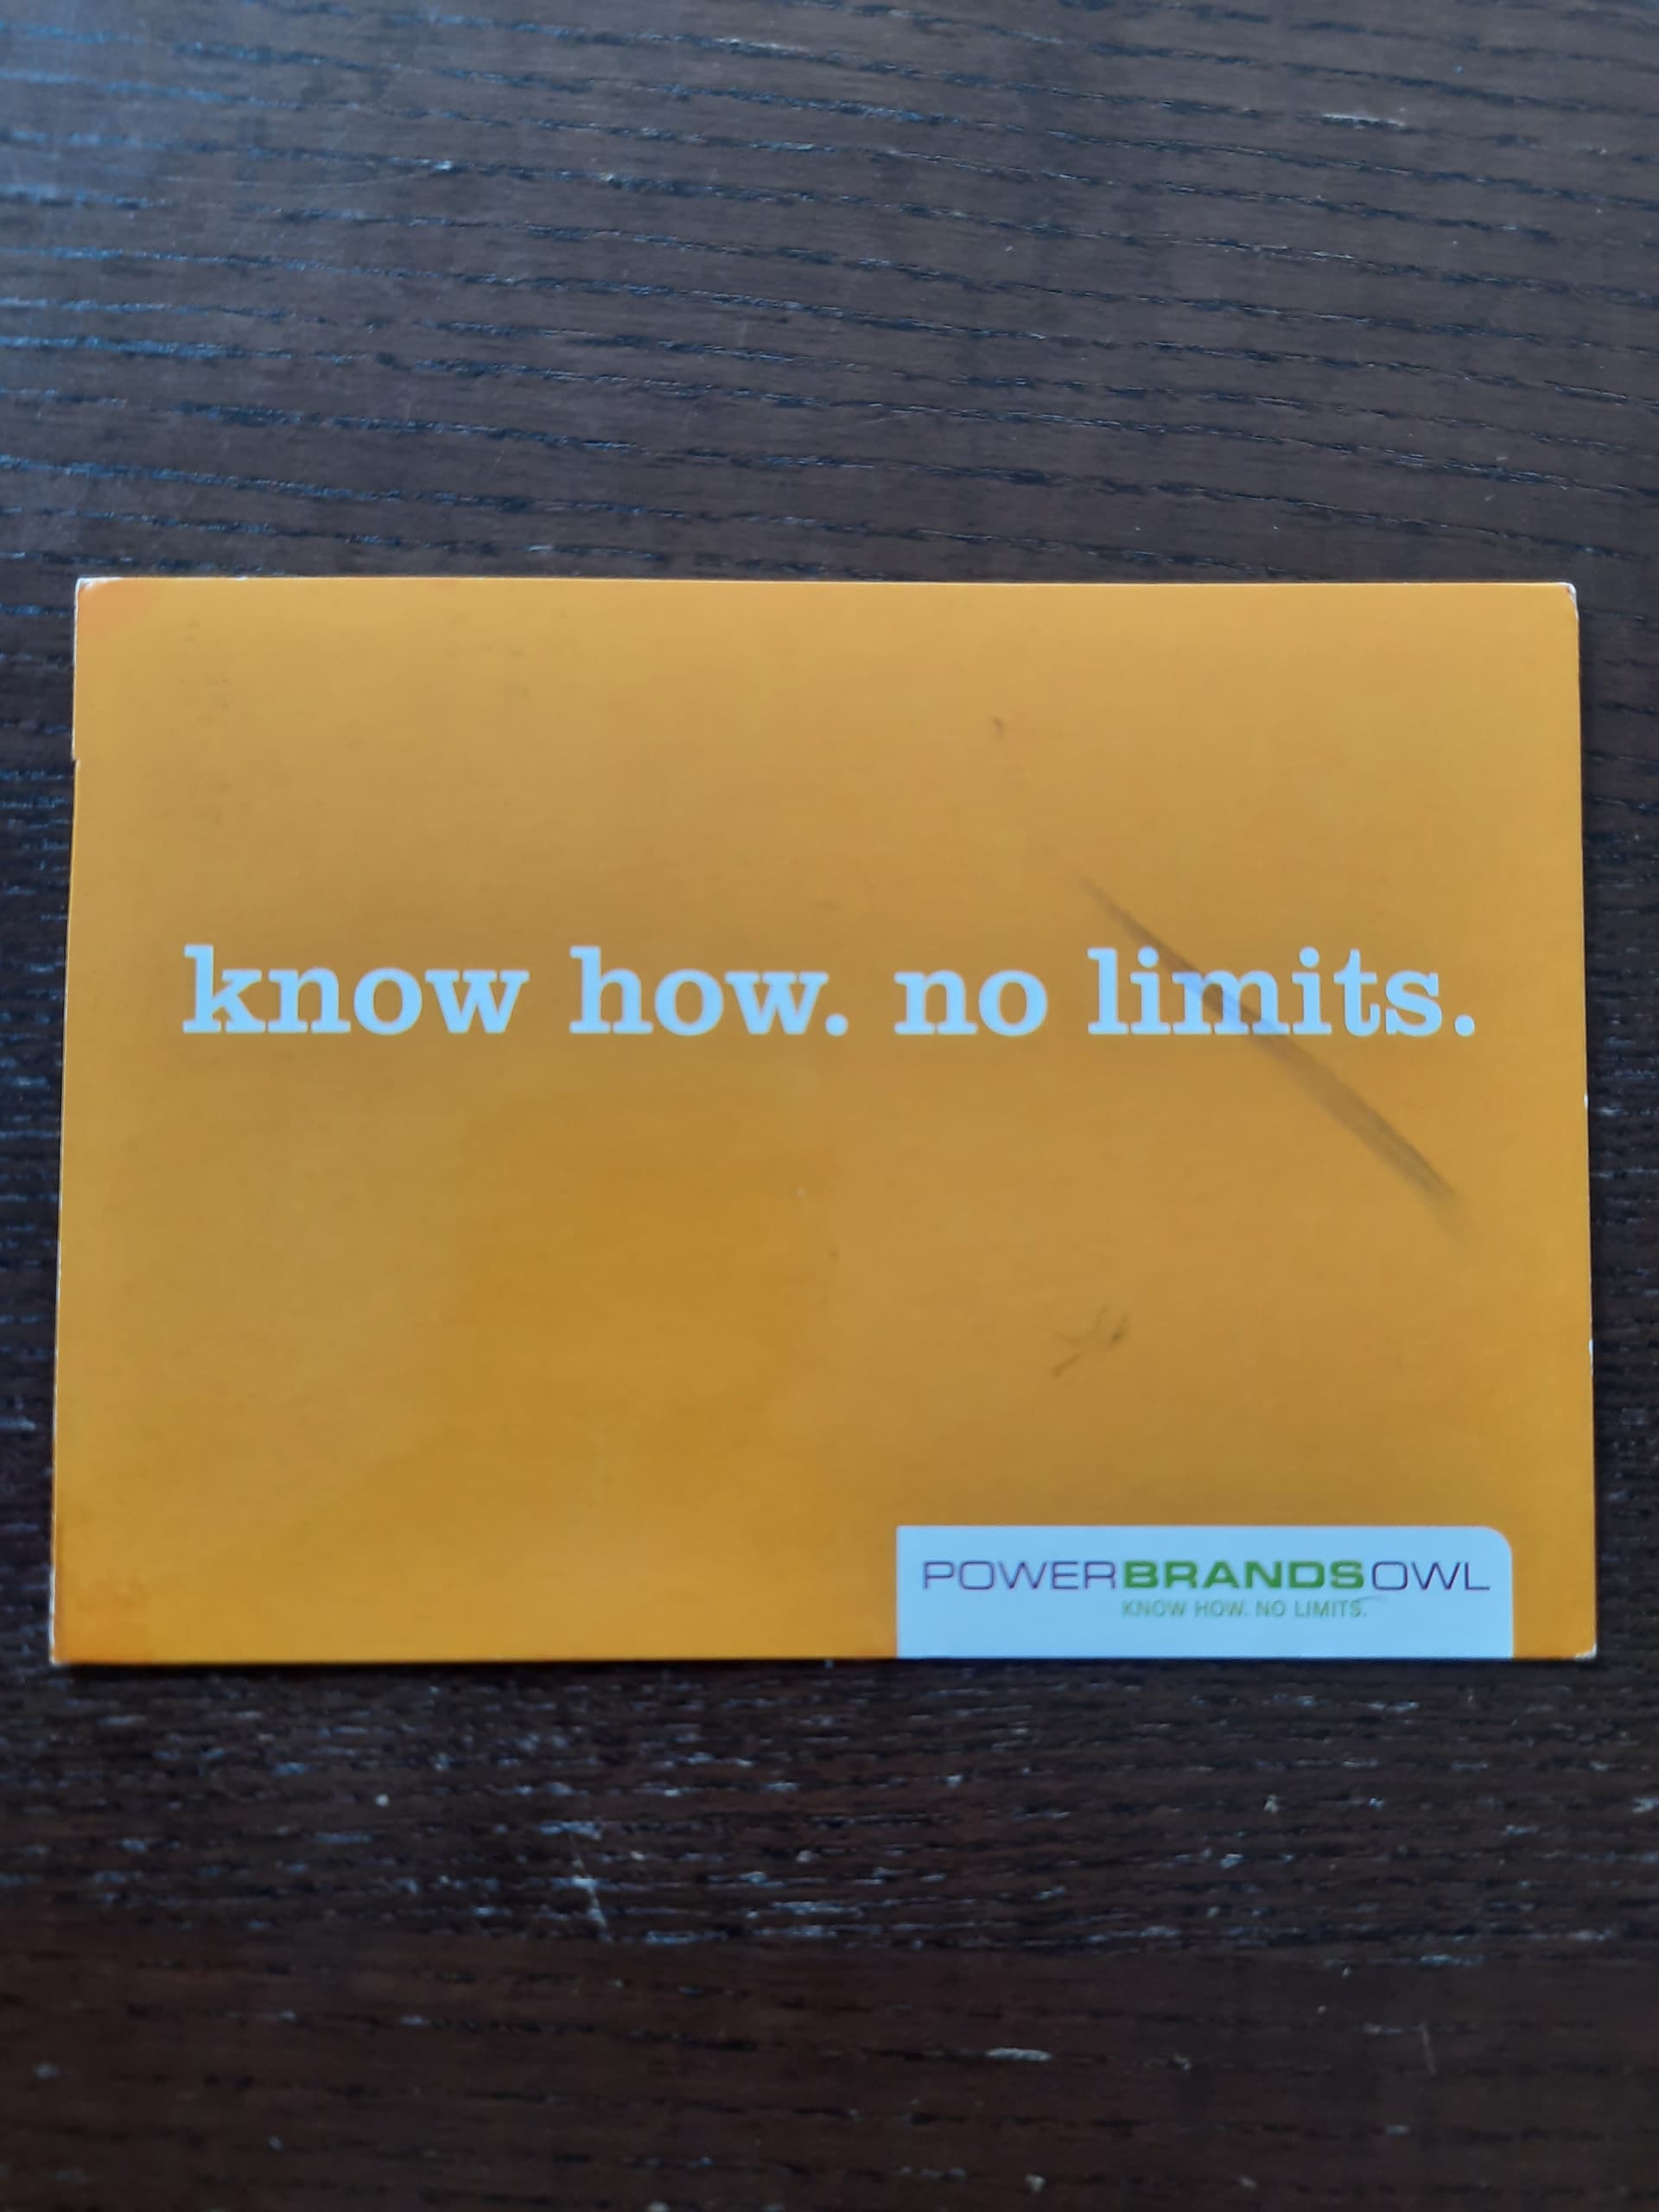 know how. no limits.
POWERBRANDSOWL
KNOW HOW. NO LIMITS.